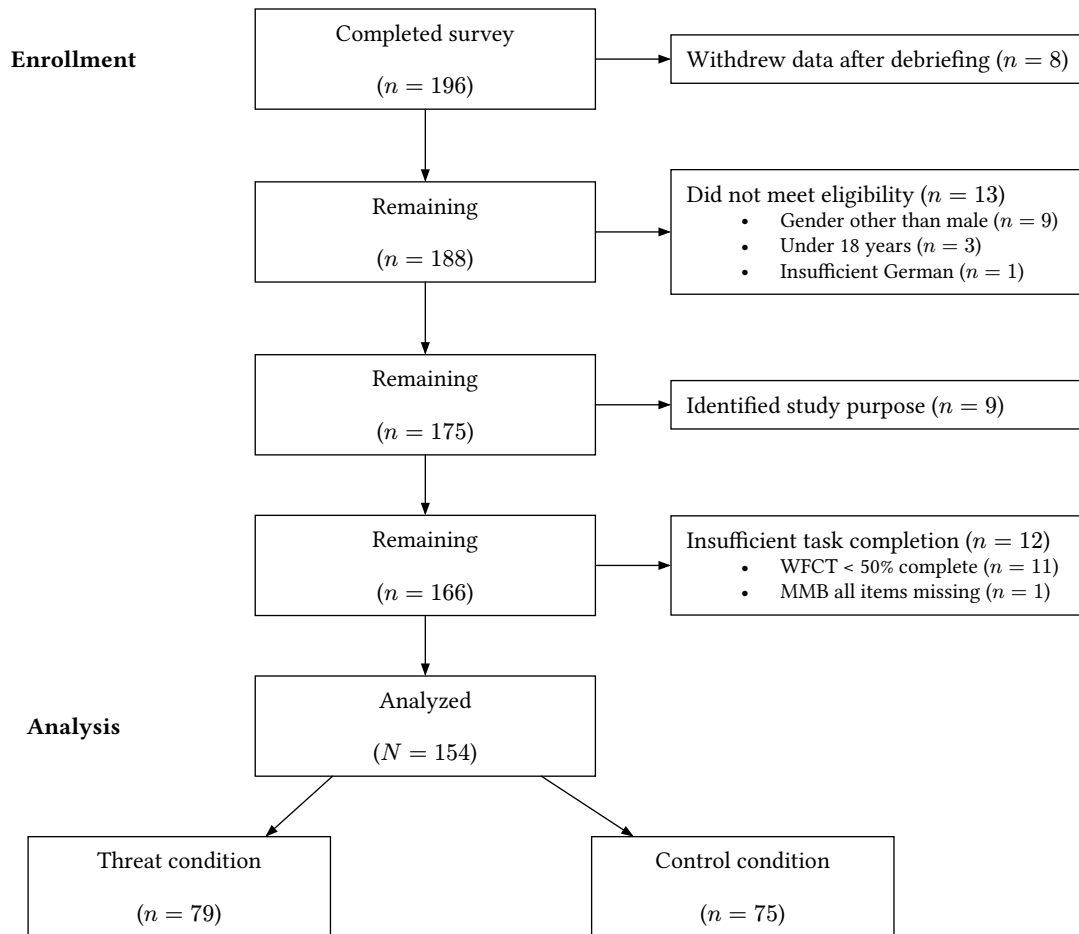 Enrollment
Completed survey
(n = 196)
Withdrew data after debriefing (n = 8)
Remaining
(n = 188)
Did not meet eligibility (n = 13)
• Gender other than male (n = 9)
• Under 18 years (n = 3)
• Insufficient German (n = 1)
Remaining
(n = 175)
Identified study purpose (n = 9)
Remaining
(n = 166)
Insufficient task completion (n = 12)
• WFCT < 50% complete (n = 11)
• MMB all items missing (n = 1)
Analysis
Analyzed
(N = 154)
Threat condition
(n = 79)
Control condition
(n = 75)